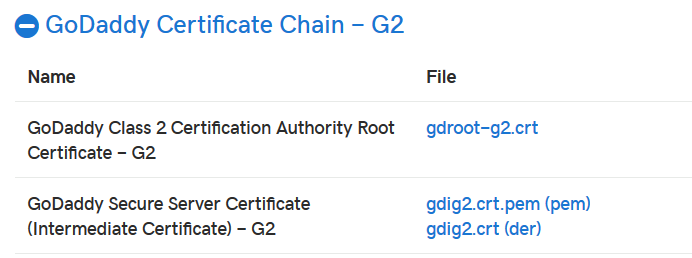 GoDaddy Certificate Chain - G2
Name File
GoDaddy Class 2 Certification Authority Root gdroot-g2.crt
Certificate - G2
GoDaddy Secure Server Certificate gdig2.crt.pem (pem)
(Intermediate Certificate) - G2 gdig2.crt (der)